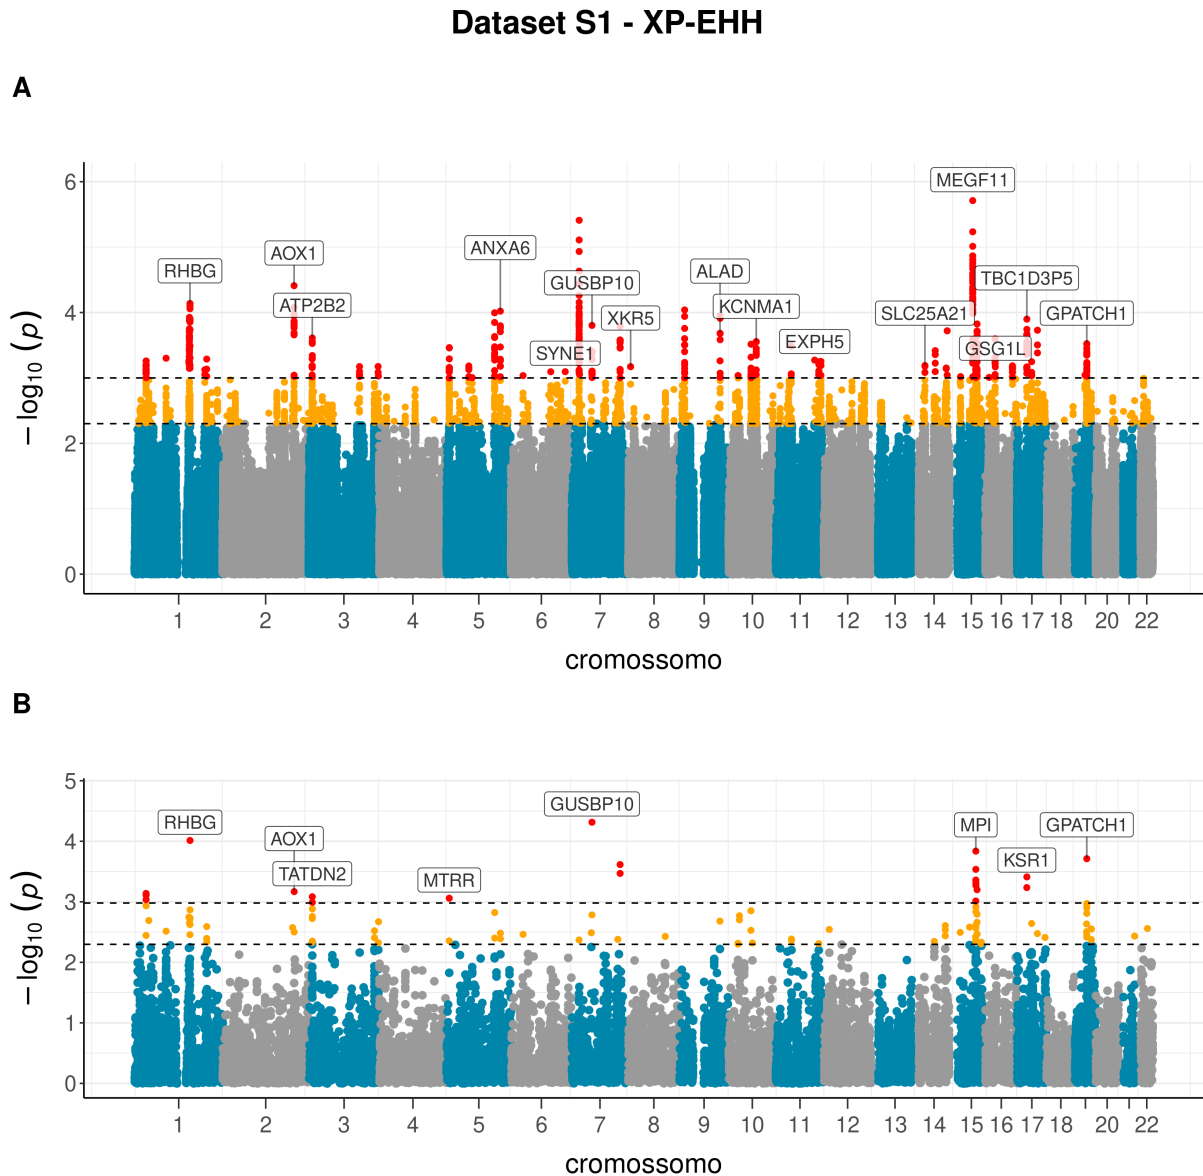 Dataset S1 - XP-EHH
A
MEGF11
AOX1
ANXA6
RHBG
ALAD
TBC1D3P5
GUSBP10
ATP2B2
KCNMA1
SLC25A21
GPATCH1
XKR5
EXPH5
SYNE1
GSG1L
6
4
2
0
− log10 (p)
1 2 3 4 5 6 7 8 9 10 11 12 13 14 15 16 17 18 20 22
cromossomo
B
GUSBP10
RHBG
MPI
GPATCH1
AOX1
KSR1
TATDN2
MTRR
5
4
3
2
1
0
− log10 (p)
1 2 3 4 5 6 7 8 9 10 11 12 13 14 15 16 17 18 20 22
cromossomo